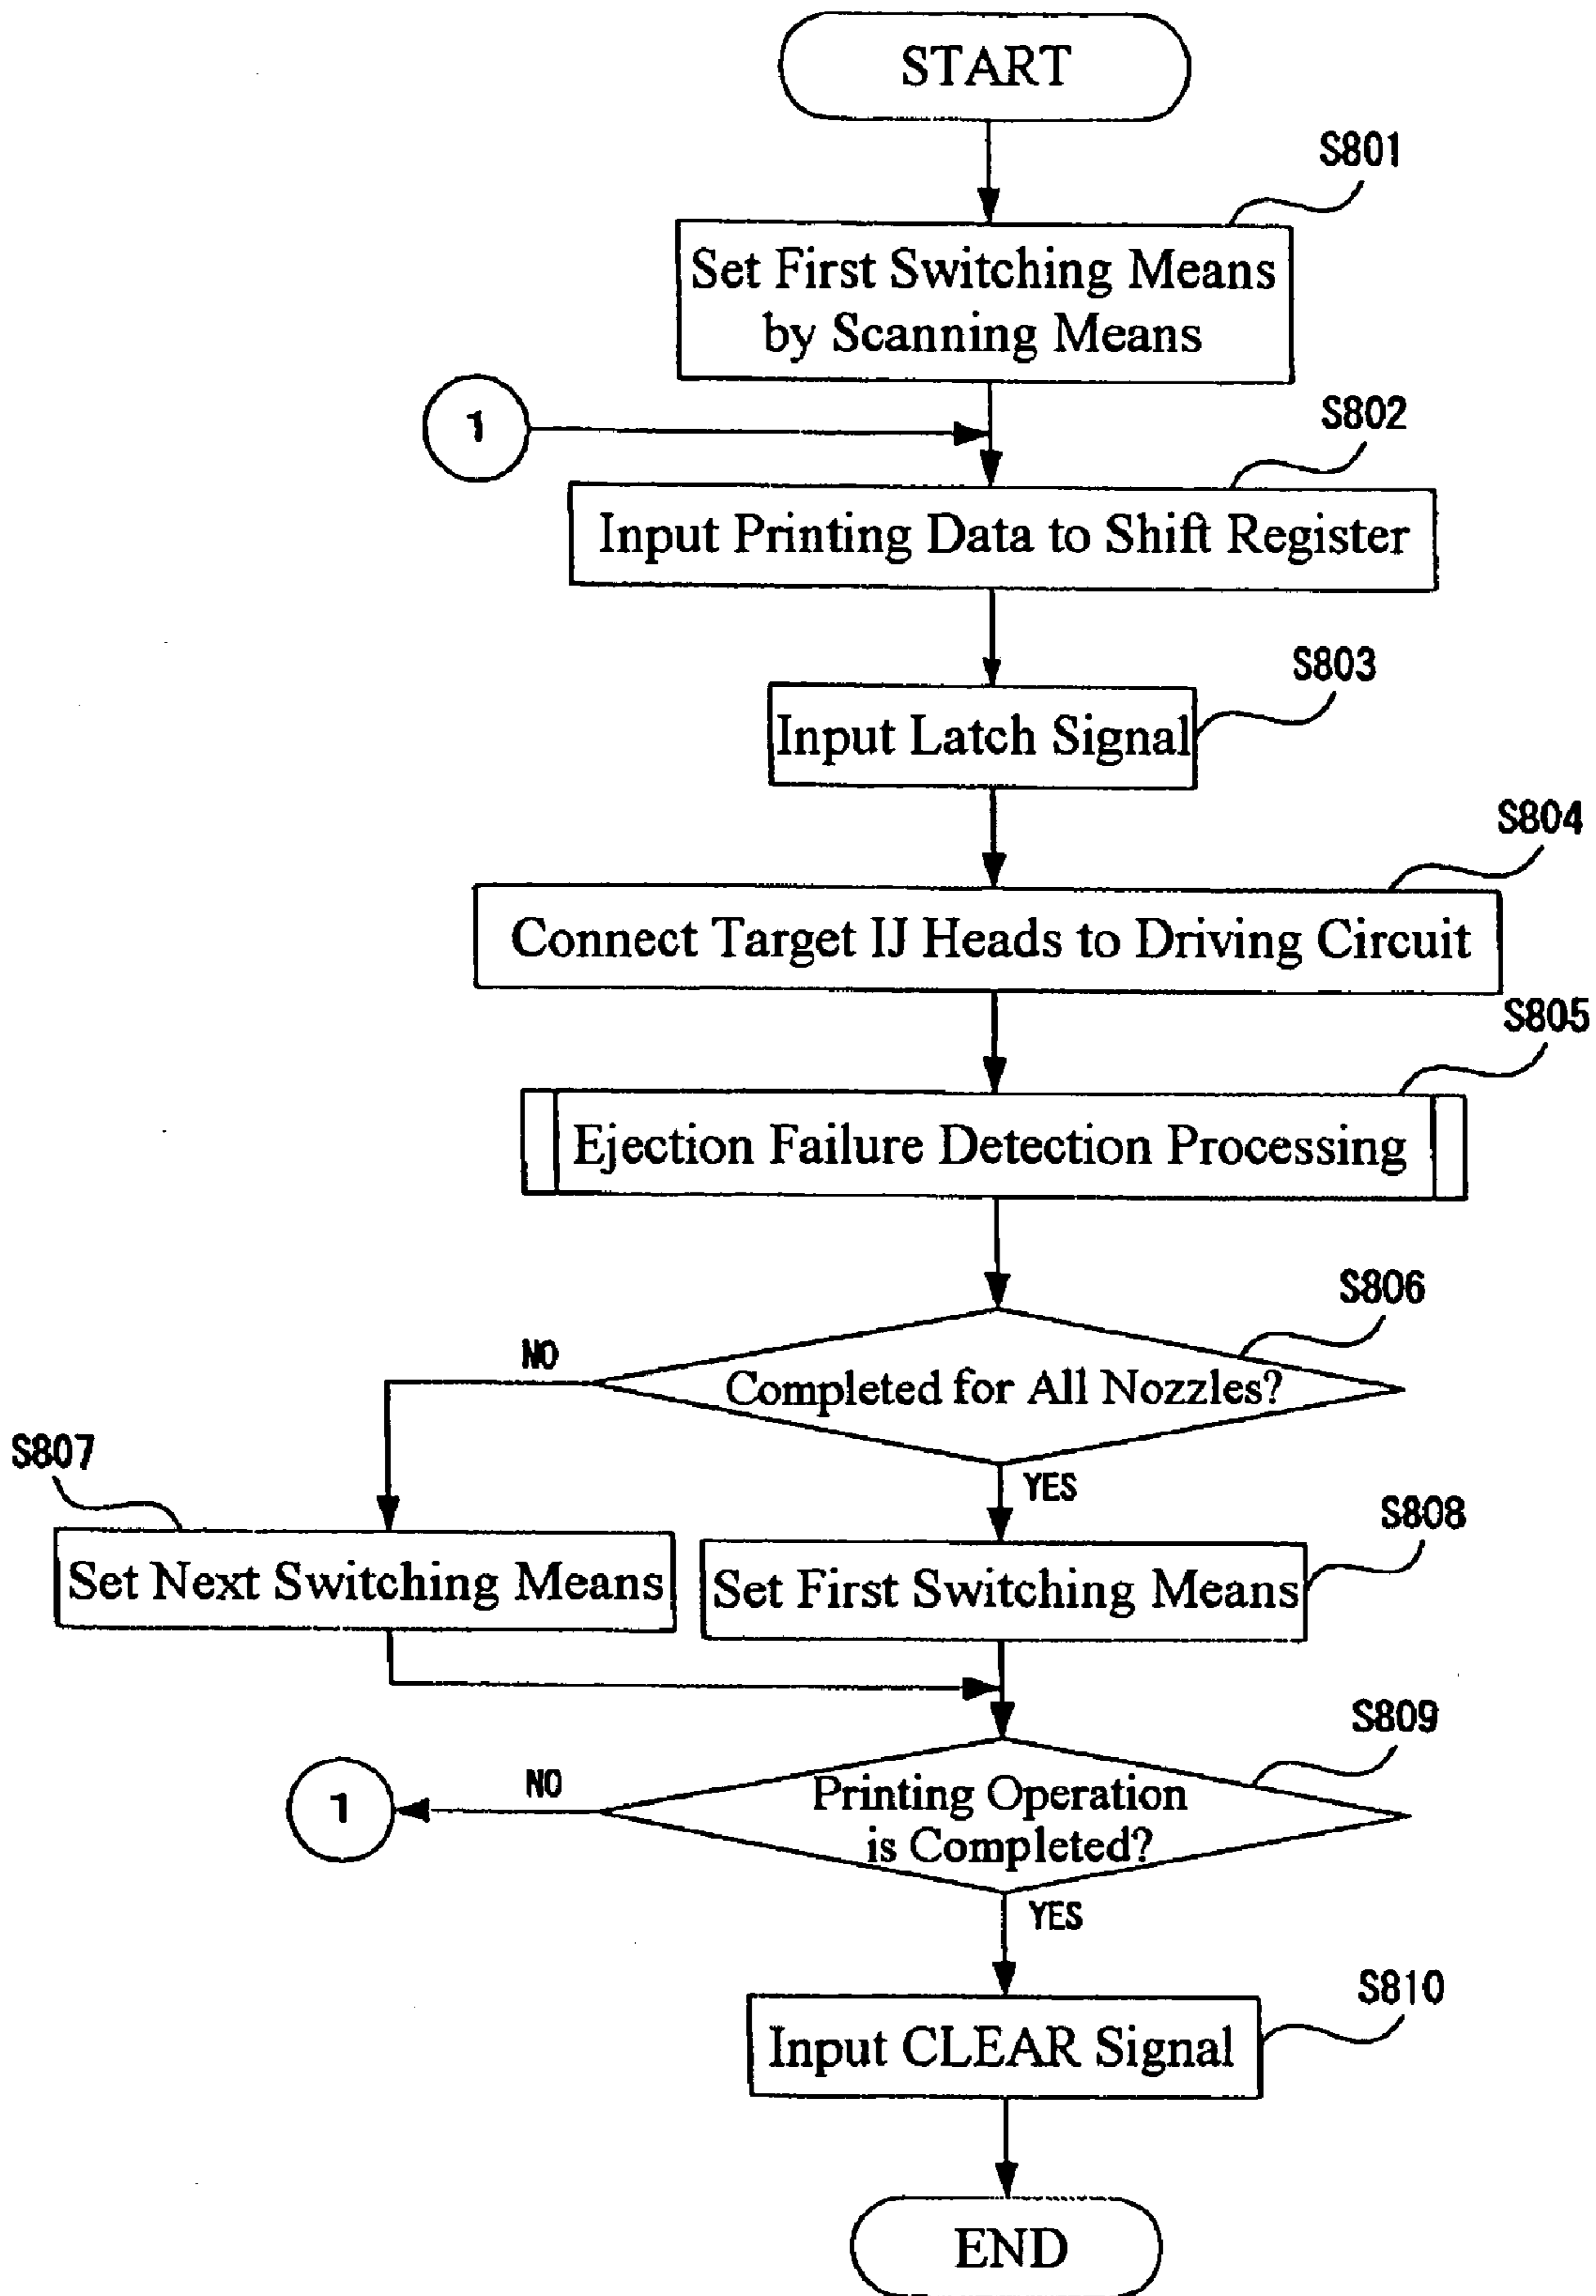 START
S801
Set First Switching Means
by Scanning Means
1
S802
Input Printing Data to Shift Register
S803
Input Latch Signal
S804
Connect Target IJ Heads to Driving Circuit
S805
Ejection Failure Detection Processing
S806
NO
Completed for All Nozzles?
S807
YES
S808
Set Next Switching Means
Set First Switching Means
S809
1
NO
Printing Operation
is Completed?
YES
S810
Input CLEAR Signal
END